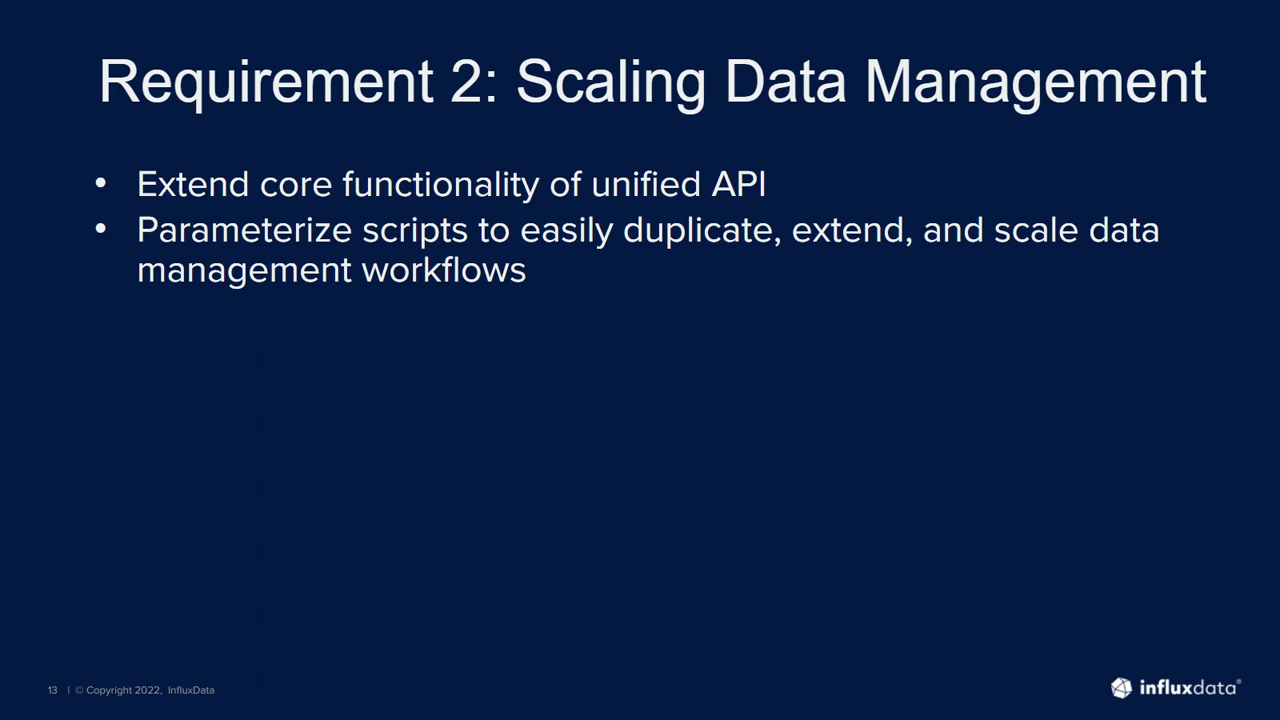 Requirement 2: Scaling Data Management
• Extend core functionality of unified API
• Parameterize scripts to easily duplicate, extend, and scale data
management workflows
13 | © Copyright 2022, InfluxData
influxdata®